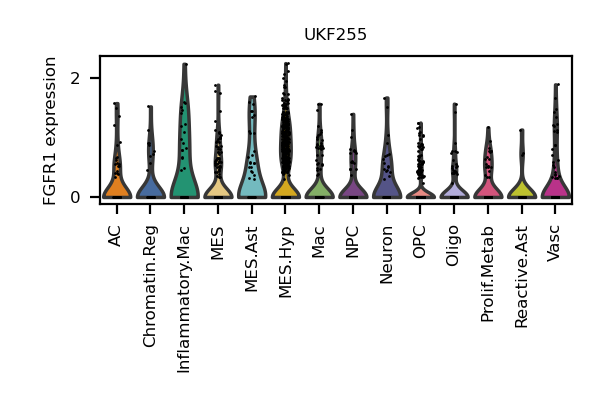 UKF255
FGFR1 expression
2
0
AC
Chromatin.Reg
Inflammatory.Mac
MES
MES.Ast
MES.Hyp
Mac
NPC
Neuron
OPC
Oligo
Prolif.Metab
Reactive.Ast
Vasc